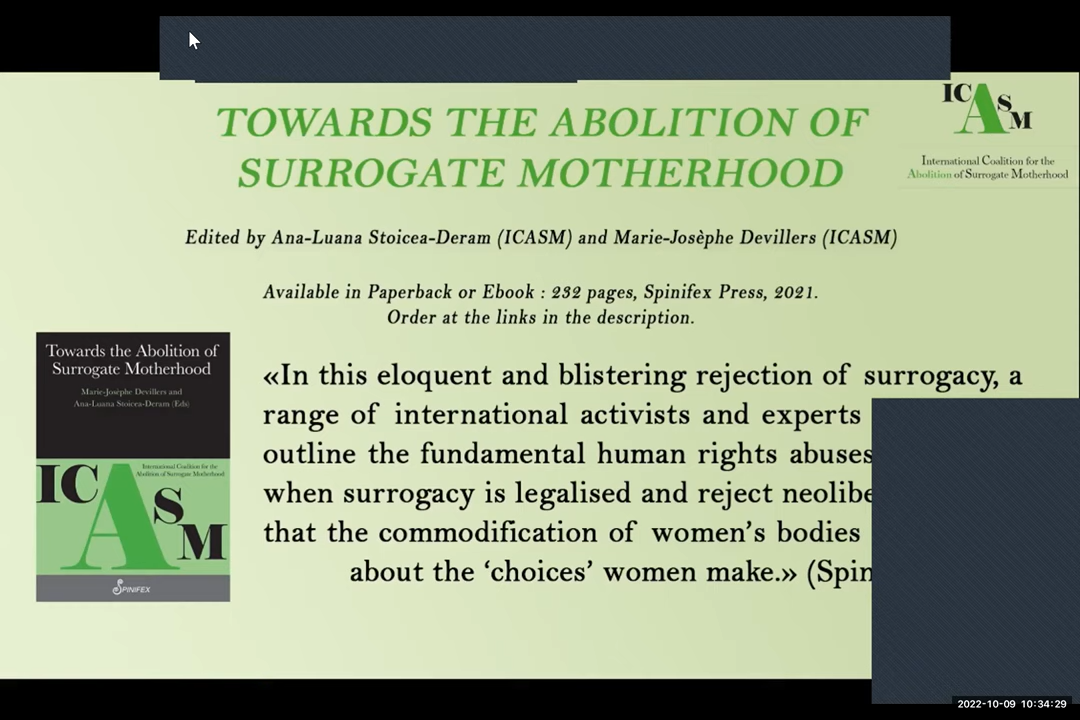 TOWARDS THE ABOLITION OF
SURROGATE MOTHERHOOD
ICASM
International Coalition for the
Abolition of Surrogate Motherhood
Edited by Ana-Luana Stoicea-Deram (ICASM) and Marie-Josèphe Devillers (ICASM)
Available in Paperback or Ebook : 232 pages, Spinifex Press, 2021.
Order at the links in the description.
Towards the Abolition of
Surrogate Motherhood
Marie-Josèphe Devillers and
Ana-Luana Stoicea-Deram (Eds)
International Coalition for the
Abolition of Surrogate Motherhood
ICASM
SPINIFEX
«In this eloquent and blistering rejection of surrogacy, a
range of international activists and experts
outline the fundamental human rights abuses
when surrogacy is legalised and reject neolibe
that the commodification of women's bodies
about the ‘choices’ women make.» (Spin
2022-10-09 10:34:29